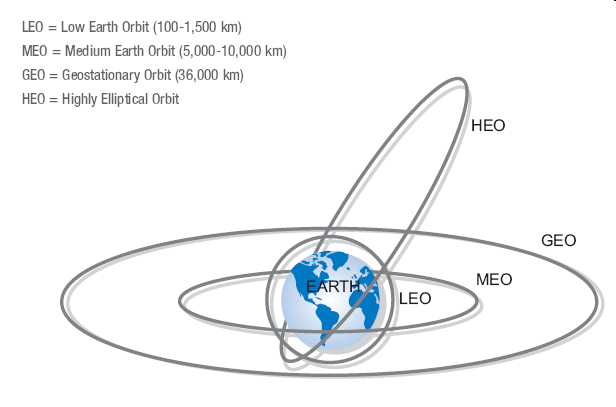 LEO = Low Earth Orbit (100-1,500 km)
MEO = Medium Earth Orbit (5,000-10,000 km)
GEO = Geostationary Orbit (36,000 km)
HEO = Highly Elliptical Orbit
HEO
GEO
MEO
EARTH
LEO